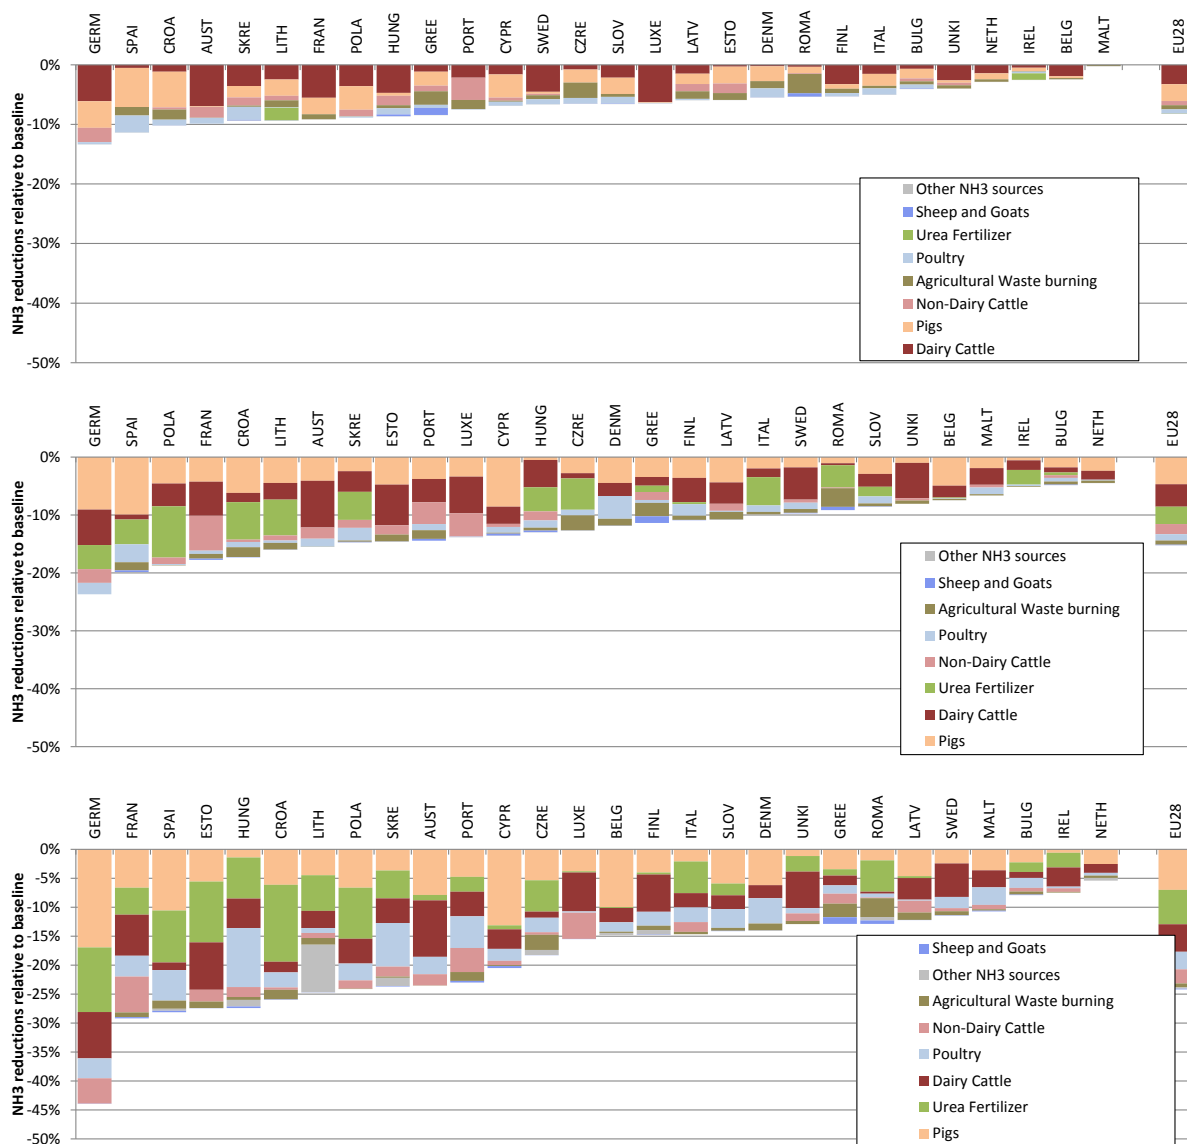 GERM SPAI CROA AUST SKRE LITH FRAN POLA HUNG GREE PORT CYPR SWED CZRE SLOV LUXE LATV ESTO DENM ROMA FINL ITAL BULG UNKI NETH IREL BELG MALT EU28
NH3 reductions relative to baseline
0%
-10%
-20%
-30%
-40%
-50%
Other NH3 sources
Sheep and Goats
Urea Fertilizer
Poultry
Agricultural Waste burning
Non-Dairy Cattle
Pigs
Dairy Cattle
GERM SPAI POLA FRAN CROA LITH AUST SKRE ESTO PORT LUXE CYPR HUNG CZRE DENM GREE FINL LATV ITAL SWED ROMA SLOV UNKI BELG MALT IREL BULG NETH EU28
NH3 reductions relative to baseline
0%
-10%
-20%
-30%
-40%
-50%
Other NH3 sources
Sheep and Goats
Agricultural Waste burning
Poultry
Non-Dairy Cattle
Urea Fertilizer
Dairy Cattle
Pigs
GERM FRAN SPAI ESTO HUNG CROA LITH POLA SKRE AUST PORT CYPR CZRE LUXE BELG FINL ITAL SLOV DENM UNKI GREE ROMA LATV SWED MALT BULG IREL NETH EU28
NH3 reductions relative to baseline
0%
-5%
-10%
-15%
-20%
-25%
-30%
-35%
-40%
-45%
-50%
Sheep and Goats
Other NH3 sources
Agricultural Waste burning
Non-Dairy Cattle
Poultry
Dairy Cattle
Urea Fertilizer
Pigs